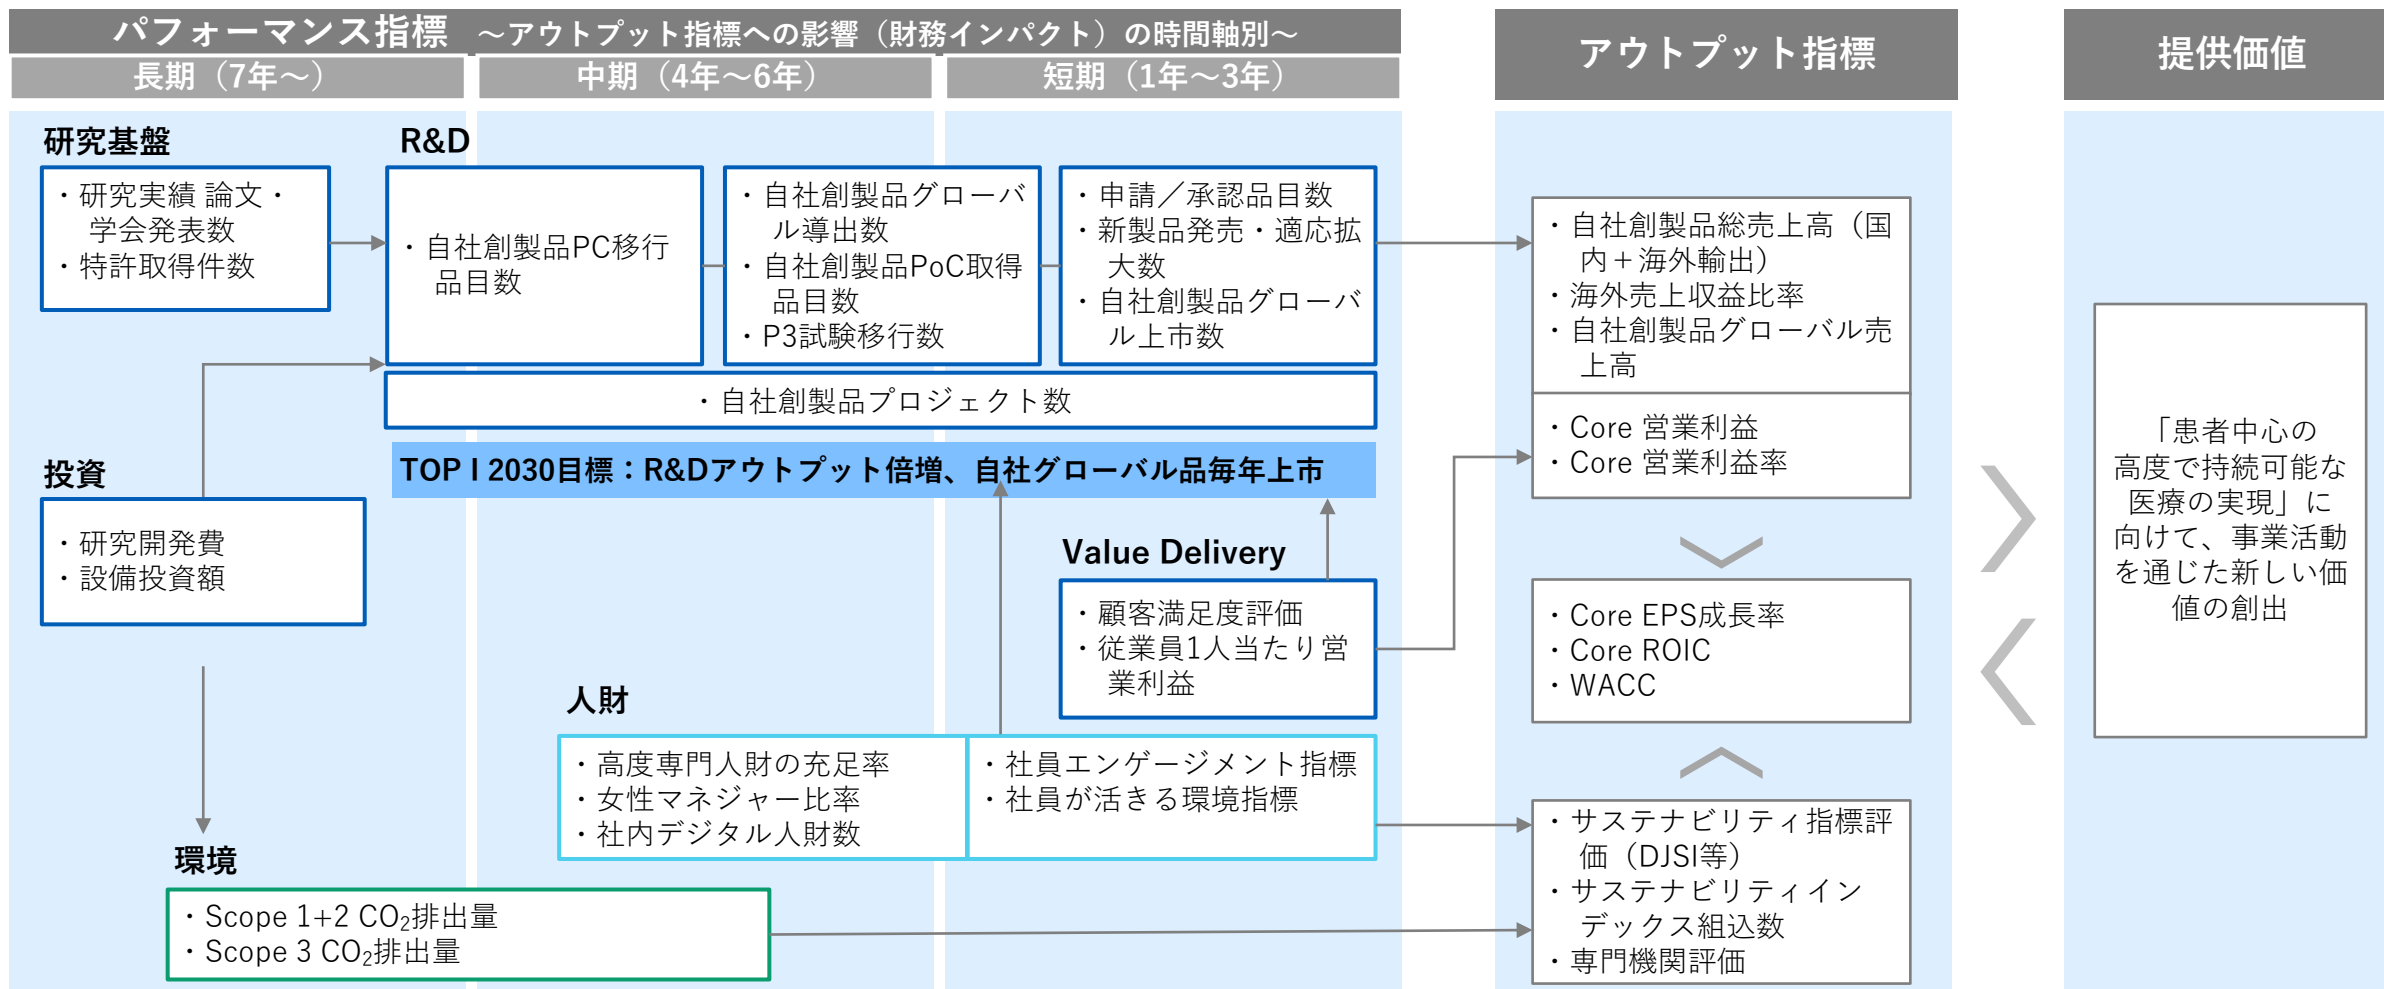 パフォーマンス指標 ～アウトプット指標への影響（財務インパクト）の時間軸別～
長期（7年～）
中期（4年～6年）
短期（1年～3年）
アウトプット指標
提供価値
研究基盤
・研究実績 論文・
学会発表数
・特許取得件数
R&D
・自社創製品PC移行
品目数
・自社創製品グローバ
ル導出数
・自社創製品PoC取得
品目数
・P3試験移行数
・申請／承認品目数
・新製品発売・適応拡
大数
・自社創製品グローバ
ル上市数
・自社創製品プロジェクト数
TOP I 2030目標：R&Dアウトプット倍増、自社グローバル品毎年上市
投資
・研究開発費
・設備投資額
Value Delivery
・顧客満足度評価
・従業員1人当たり営
業利益
人財
・高度専門人財の充足率
・女性マネジャー比率
・社内デジタル人財数
・社員エンゲージメント指標
・社員が活きる環境指標
環境
・Scope 1+2 CO₂排出量
・Scope 3 CO₂排出量
・自社創製品総売上高（国
内＋海外輸出）
・海外売上収益比率
・自社創製品グローバル売
上高
・Core 営業利益
・Core 営業利益率
・Core EPS成長率
・Core ROIC
・WACC
・サステナビリティ指標評
価（DJSI等）
・サステナビリティイン
デックス組込数
・専門機関評価
「患者中心の
高度で持続可能な
医療の実現」に
向けて、事業活動
を通じた新しい価
値の創出